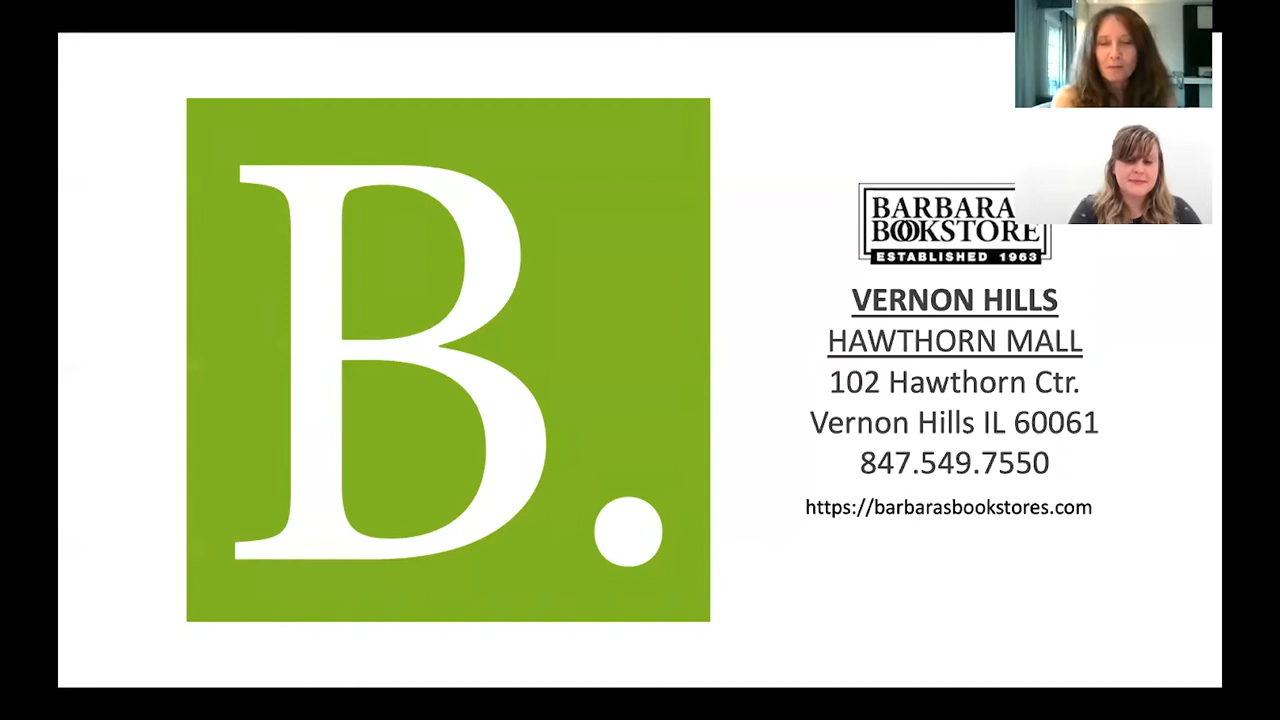 B.
BARBARA
BOOKSTORE
ESTABLISHED 1963
VERNON HILLS
HAWTHORN MALL
102 Hawthorn Ctr.
Vernon Hills IL 60061
847.549.7550
https://barbarasbookstores.com